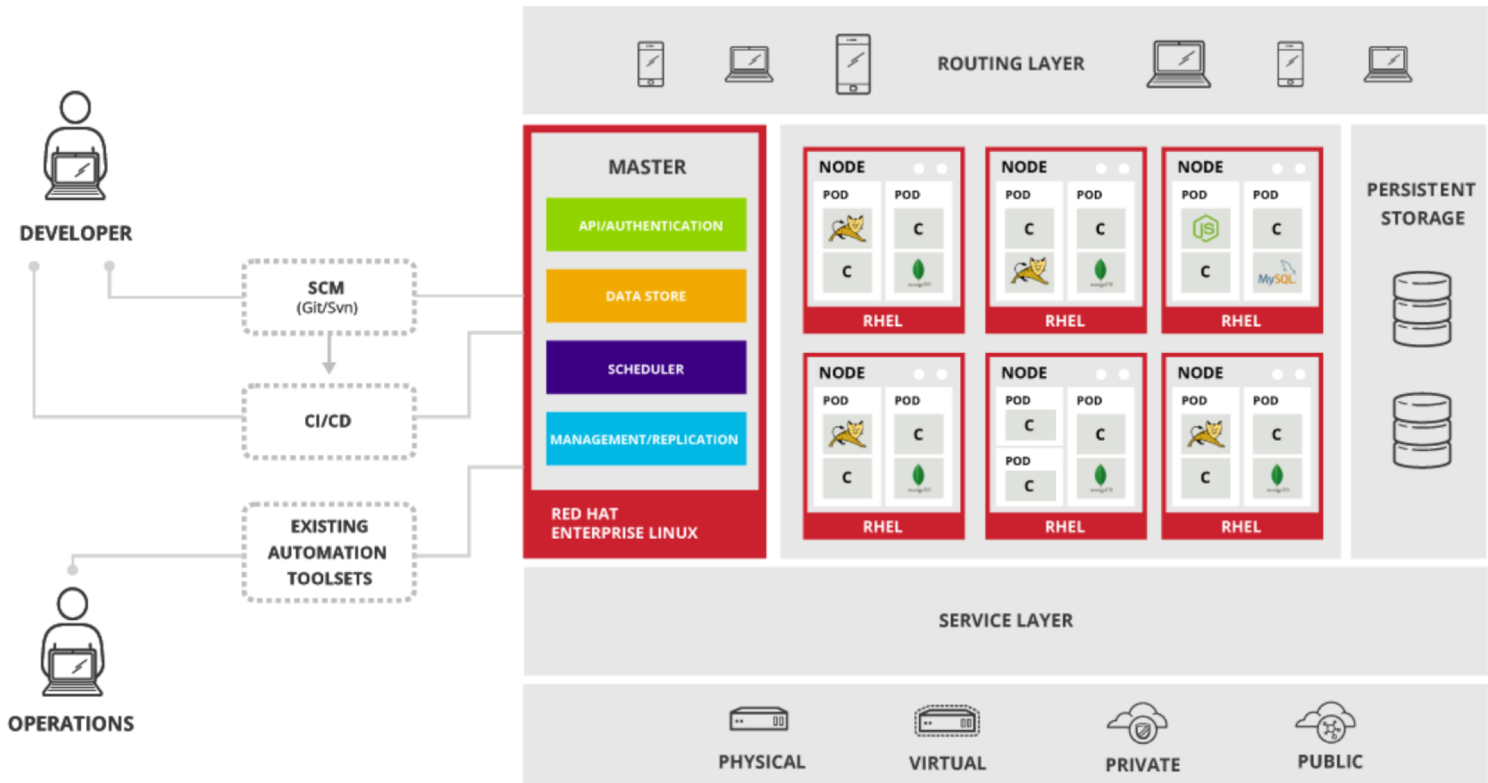 ROUTING LAYER
DEVELOPER
SCM
(Git/Svn)
CI/CD
EXISTING
AUTOMATION
TOOLSETS
OPERATIONS
MASTER
API/AUTHENTICATION
DATA STORE
SCHEDULER
MANAGEMENT/REPLICATION
RED HAT
ENTERPRISE LINUX
NODE
POD POD
C
C
RHEL
NODE
POD POD
C C
RHEL
NODE
POD POD
JS C
C MySQL
RHEL
NODE
POD POD
C
C
RHEL
NODE
POD POD
C C
POD
C
RHEL
NODE
POD POD
C
C
RHEL
PERSISTENT
STORAGE
SERVICE LAYER
PHYSICAL
VIRTUAL
PRIVATE
PUBLIC